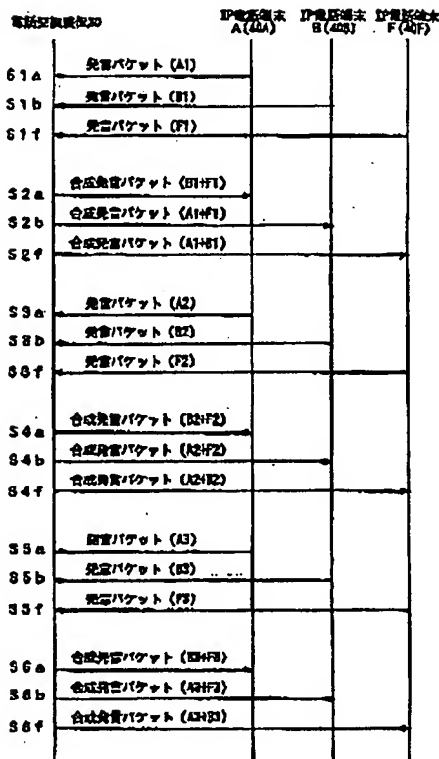 IP電話端末 IP電話端末 IP電話端末
電話交換装置(30) A(40A) B(40B) F(40F)
S1a 発言パケット (A1)
S1b 発言パケット (B1)
S1f 発言パケット (F1)
S2a 合成発言パケット (B1+F1)
S2b 合成発言パケット (A1+F1)
S2f 合成発言パケット (A1+B1)
S3a 発言パケット (A2)
S3b 発言パケット (B2)
S3f 発言パケット (F2)
S4a 合成発言パケット (B2+F2)
S4b 合成発言パケット (A2+F2)
S4f 合成発言パケット (A2+B2)
S5a 発言パケット (A3)
S5b 発言パケット (B3)
S5f 発言パケット (F3)
S6a 合成発言パケット (B3+F3)
S6b 合成発言パケット (A3+F3)
S6f 合成発言パケット (A3+B3)